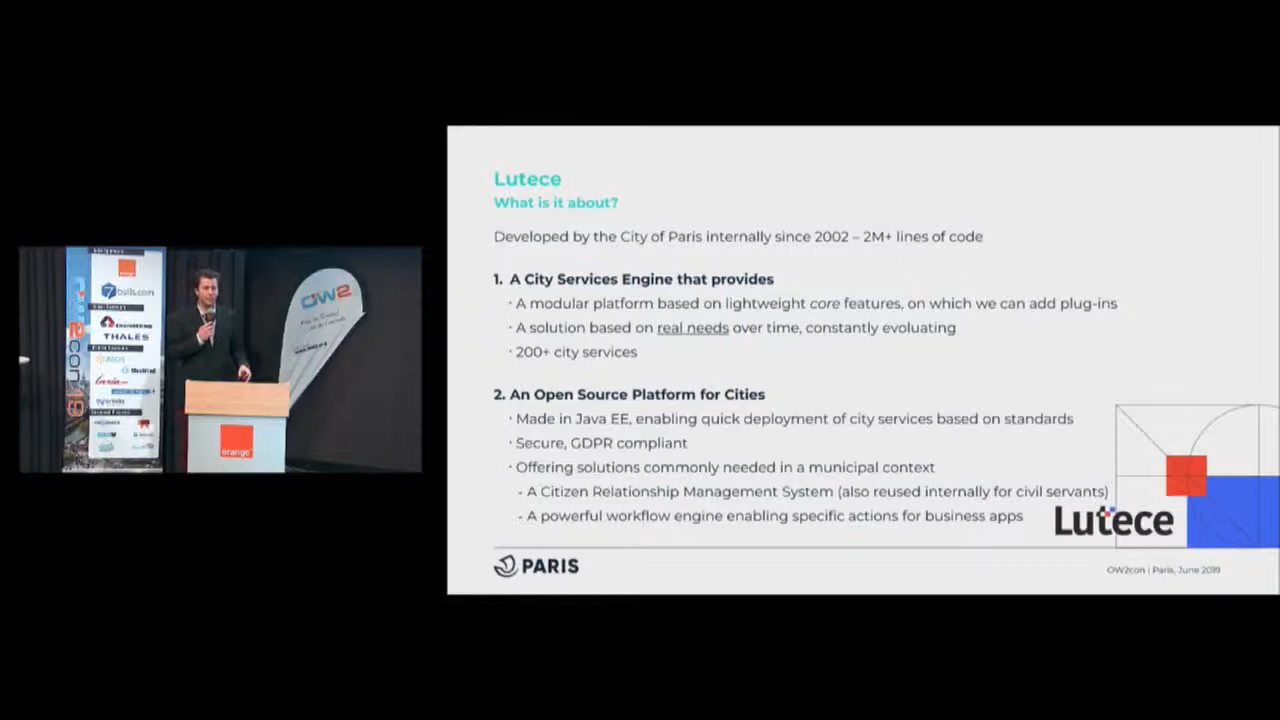 Lutece
What is it about?
Developed by the City of Paris internally since 2002 – 2M+ lines of code
1. A City Services Engine that provides
· A modular platform based on lightweight core features, on which we can add plug-ins
· A solution based on real needs over time, constantly evoluating
· 200+ city services
2. An Open Source Platform for Cities
· Made in Java EE, enabling quick deployment of city services based on standards
· Secure, GDPR compliant
· Offering solutions commonly needed in a municipal context
- A Citizen Relationship Management System (also reused internally for civil servants)
- A powerful workflow engine enabling specific actions for business apps
Lutece
PARIS
OW2con | Paris, June 2019
orange
7bulls.com
ENGINEERING
THALES
OW2
orange